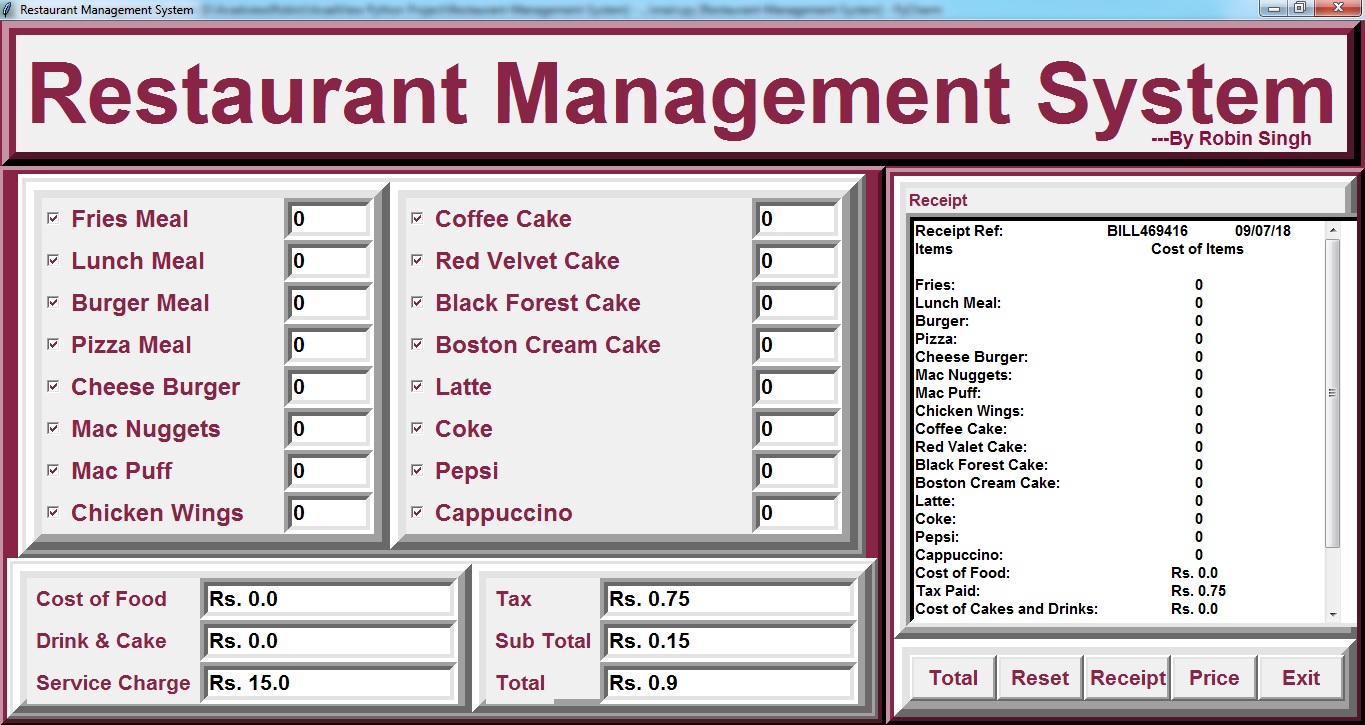 Restaurant Management System
Restaurant Management System
---By Robin Singh
Fries Meal 0
Lunch Meal 0
Burger Meal 0
Pizza Meal 0
Cheese Burger 0
Mac Nuggets 0
Mac Puff 0
Chicken Wings 0
Coffee Cake 0
Red Velvet Cake 0
Black Forest Cake 0
Boston Cream Cake 0
Latte 0
Coke 0
Pepsi 0
Cappuccino 0
Cost of Food Rs. 0.0
Drink & Cake Rs. 0.0
Service Charge Rs. 15.0
Tax Rs. 0.75
Sub Total Rs. 0.15
Total Rs. 0.9
Receipt
Receipt Ref: BILL469416 09/07/18
Items Cost of Items
Fries: 0
Lunch Meal: 0
Burger: 0
Pizza: 0
Cheese Burger: 0
Mac Nuggets: 0
Mac Puff: 0
Chicken Wings: 0
Coffee Cake: 0
Red Valet Cake: 0
Black Forest Cake: 0
Boston Cream Cake: 0
Latte: 0
Coke: 0
Pepsi: 0
Cappuccino: 0
Cost of Food: Rs. 0.0
Tax Paid: Rs. 0.75
Cost of Cakes and Drinks: Rs. 0.0
Total Reset Receipt Price Exit